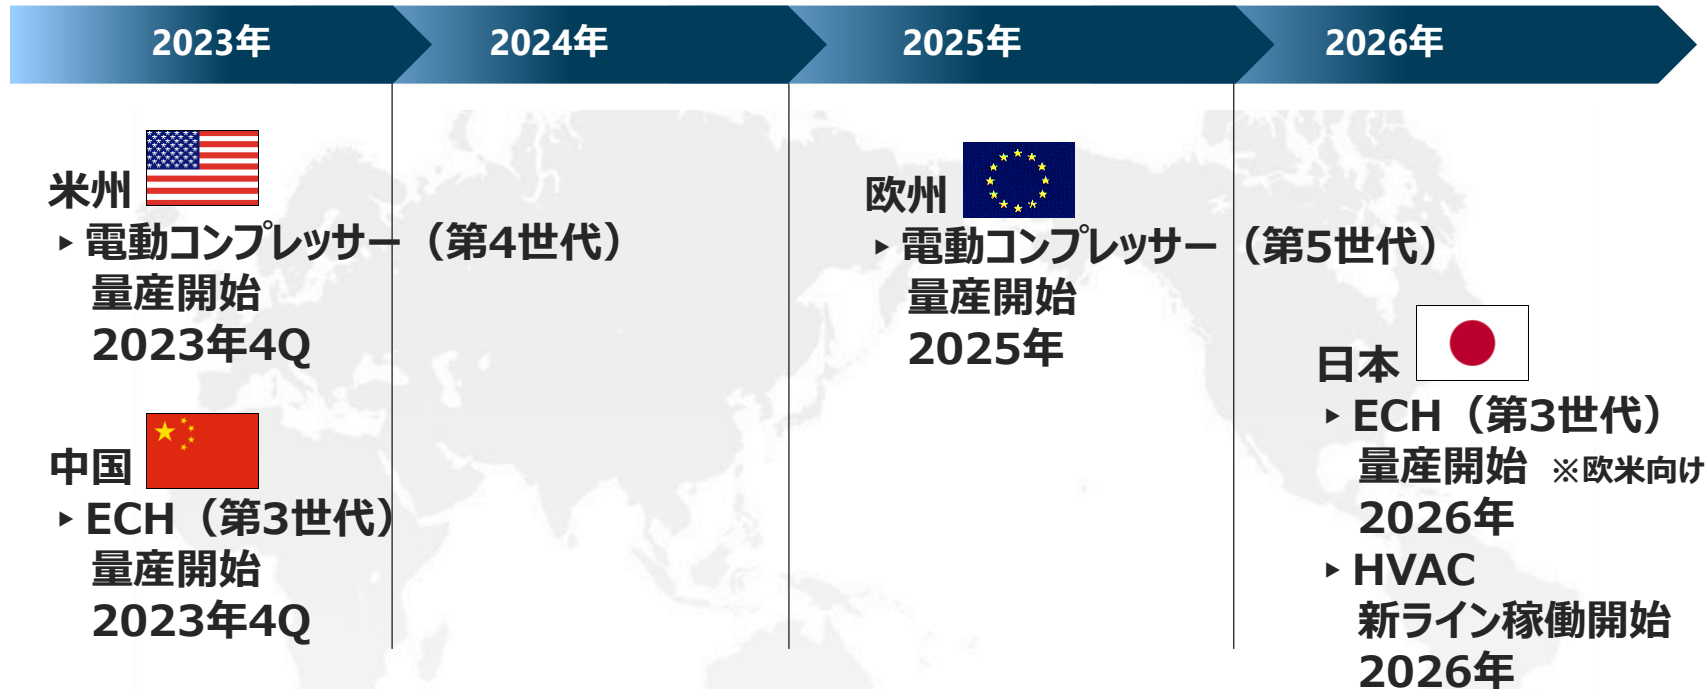 2023年
2024年
2025年
2026年
米州
▸ 電動コンプレッサー（第4世代）
量産開始
2023年4Q
中国
▸ ECH（第3世代）
量産開始
2023年4Q
欧州
▸ 電動コンプレッサー（第5世代）
量産開始
2025年
日本
▸ ECH（第3世代）
量産開始 ※欧米向け
2026年
▸ HVAC
新ライン稼働開始
2026年